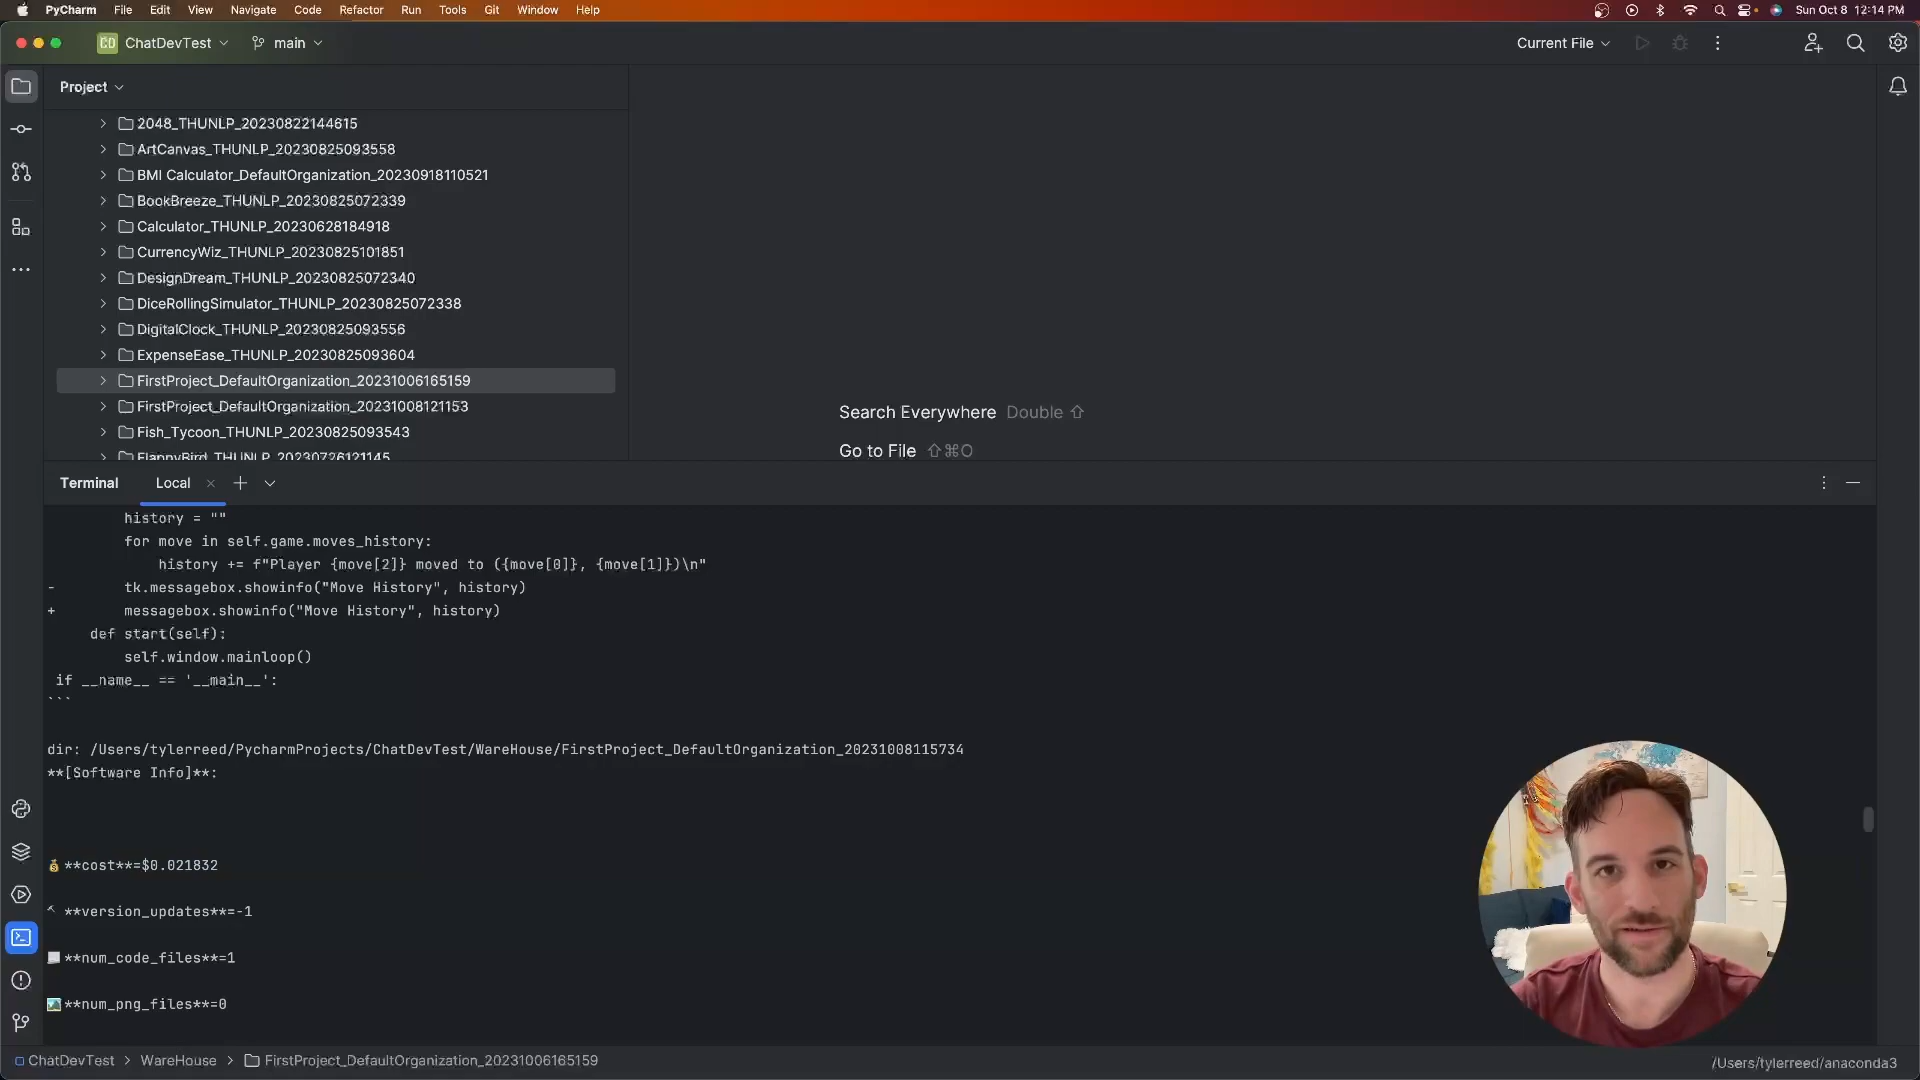 PyCharm File Edit View Navigate Code Refactor Run Tools Git Window Help
Sun Oct 8 12:14 PM
CD ChatDevTest main
Current File
Project
2048_THUNLP_20230822144615
ArtCanvas_THUNLP_20230825093558
BMI Calculator_DefaultOrganization_20230918110521
BookBreeze_THUNLP_20230825072339
Calculator_THUNLP_20230628184918
CurrencyWiz_THUNLP_20230825101851
DesignDream_THUNLP_20230825072340
DiceRollingSimulator_THUNLP_20230825072338
DigitalClock_THUNLP_20230825093556
ExpenseEase_THUNLP_20230825093604
FirstProject_DefaultOrganization_20231006165159
FirstProject_DefaultOrganization_20231008121153
Fish_Tycoon_THUNLP_20230825093543
FlappyBird_THUNLP_20230726121145
Search Everywhere Double ⇧
Go to File ⇧⌘O
Terminal Local
history = ""
for move in self.game.moves_history:
history += f"Player {move[2]} moved to ({move[0]}, {move[1]})\n"
- tk.messagebox.showinfo("Move History", history)
+ messagebox.showinfo("Move History", history)
def start(self):
self.window.mainloop()
if __name__ == '__main__':
```
dir: /Users/tylerreed/PycharmProjects/ChatDevTest/WareHouse/FirstProject_DefaultOrganization_20231008115734
**[Software Info]**:
💰**cost**=$0.021832
**version_updates**=-1
**num_code_files**=1
**num_png_files**=0
ChatDevTest > WareHouse > FirstProject_DefaultOrganization_20231006165159
/Users/tylerreed/anaconda3